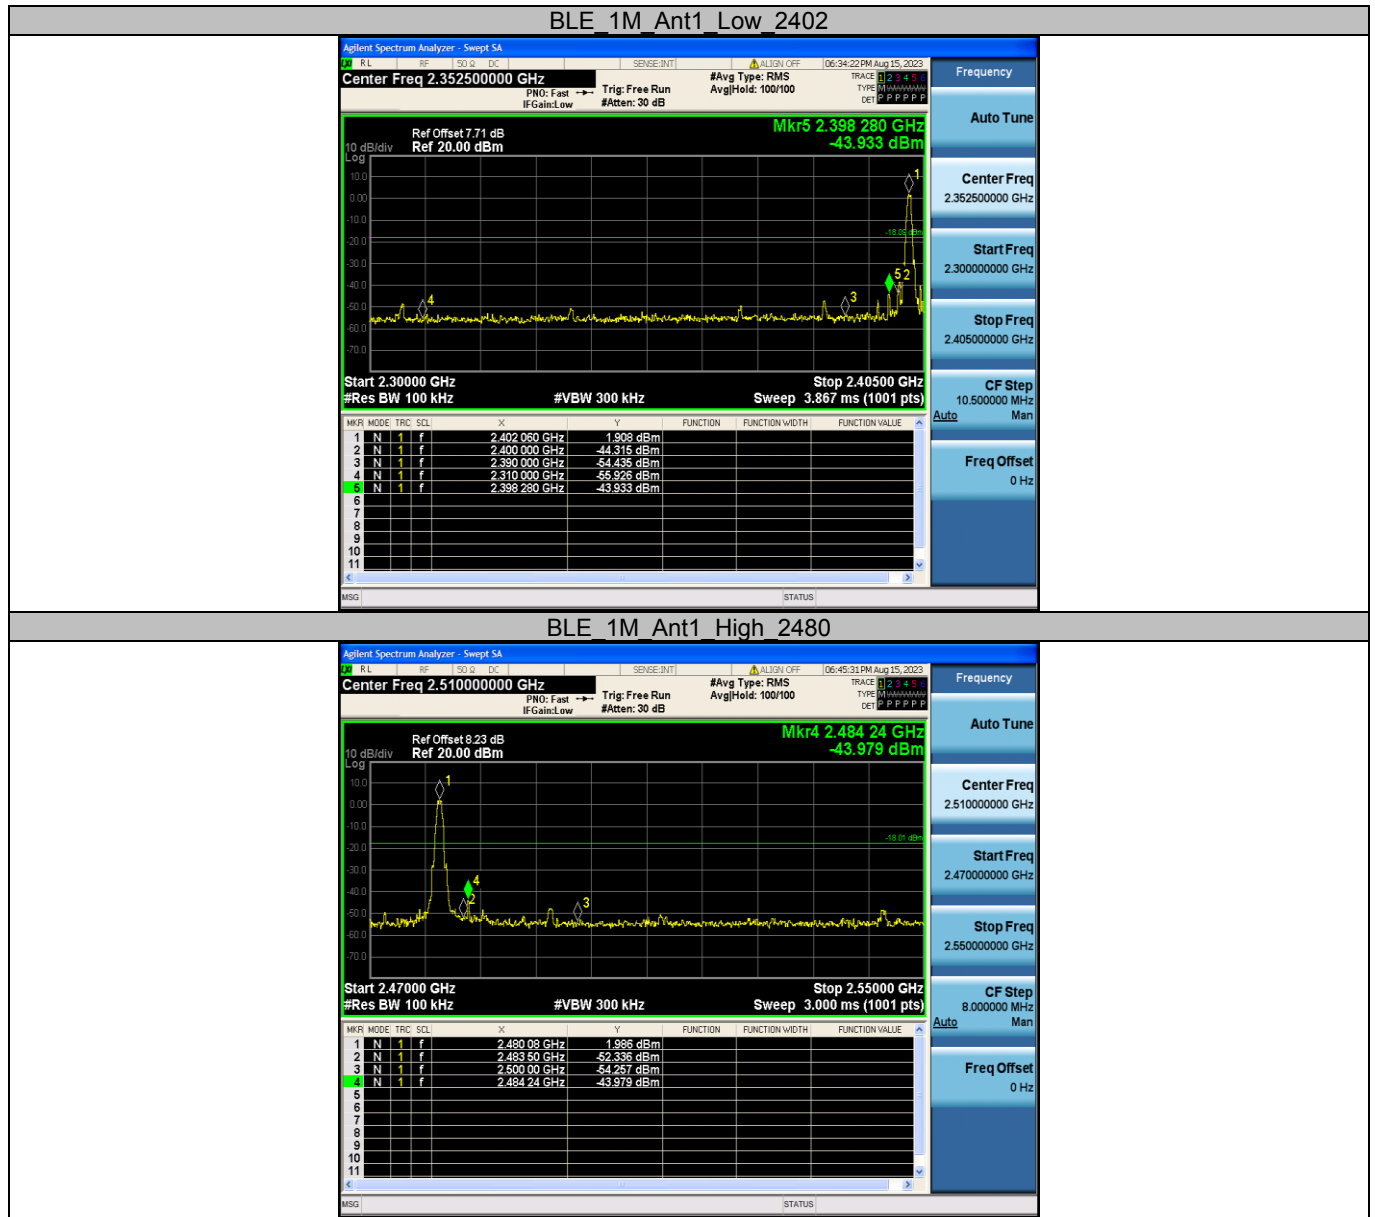 BLE_1M_Ant1_Low_2402
Agilent Spectrum Analyzer - Swept SA
RL RF 50 Ω DC SENSE:INT ALIGN OFF 06:34:22 PM Aug 15, 2023
Center Freq 2.352500000 GHz #Avg Type: RMS TRACE 1 2 3 4 5 6
PNO: Fast Trig: Free Run Avg|Hold: 100/100 TYPE M
IFGain:Low #Atten: 30 dB DET P P P P P P
Frequency
Auto Tune
Mkr5 2.398 280 GHz
Ref Offset 7.71 dB
-43.933 dBm
10 dB/div Ref 20.00 dBm
Log
10.0
0.00
-10.0
-20.0
-30.0
-40.0
-50.0
-60.0
-70.0
1
-18.09 dBm
5 2
4
3
Start 2.30000 GHz Stop 2.40500 GHz
#Res BW 100 kHz #VBW 300 kHz Sweep 3.867 ms (1001 pts)
Center Freq
2.352500000 GHz
Start Freq
2.300000000 GHz
Stop Freq
2.405000000 GHz
CF Step
10.500000 MHz
Auto Man
Freq Offset
0 Hz
MKR MODE TRC SCL X Y FUNCTION FUNCTION WIDTH FUNCTION VALUE
1 N 1 f 2.402 060 GHz 1.908 dBm
2 N 1 f 2.400 000 GHz -44.315 dBm
3 N 1 f 2.390 000 GHz -54.435 dBm
4 N 1 f 2.310 000 GHz -55.926 dBm
5 N 1 f 2.398 280 GHz -43.933 dBm
6
7
8
9
10
11
MSG STATUS
BLE_1M_Ant1_High_2480
Agilent Spectrum Analyzer - Swept SA
RL RF 50 Ω DC SENSE:INT ALIGN OFF 06:45:31 PM Aug 15, 2023
Center Freq 2.510000000 GHz #Avg Type: RMS TRACE 1 2 3 4 5 6
PNO: Fast Trig: Free Run Avg|Hold: 100/100 TYPE M
IFGain:Low #Atten: 30 dB DET P P P P P P
Frequency
Auto Tune
Mkr4 2.484 24 GHz
Ref Offset 8.23 dB
-43.979 dBm
10 dB/div Ref 20.00 dBm
Log
10.0
0.00
-10.0
-20.0
-30.0
-40.0
-50.0
-60.0
-70.0
1
-18.01 dBm
4
2
3
Start 2.47000 GHz Stop 2.55000 GHz
#Res BW 100 kHz #VBW 300 kHz Sweep 3.000 ms (1001 pts)
Center Freq
2.510000000 GHz
Start Freq
2.470000000 GHz
Stop Freq
2.550000000 GHz
CF Step
8.000000 MHz
Auto Man
Freq Offset
0 Hz
MKR MODE TRC SCL X Y FUNCTION FUNCTION WIDTH FUNCTION VALUE
1 N 1 f 2.480 08 GHz 1.986 dBm
2 N 1 f 2.483 50 GHz -52.336 dBm
3 N 1 f 2.500 00 GHz -54.257 dBm
4 N 1 f 2.484 24 GHz -43.979 dBm
5
6
7
8
9
10
11
MSG STATUS